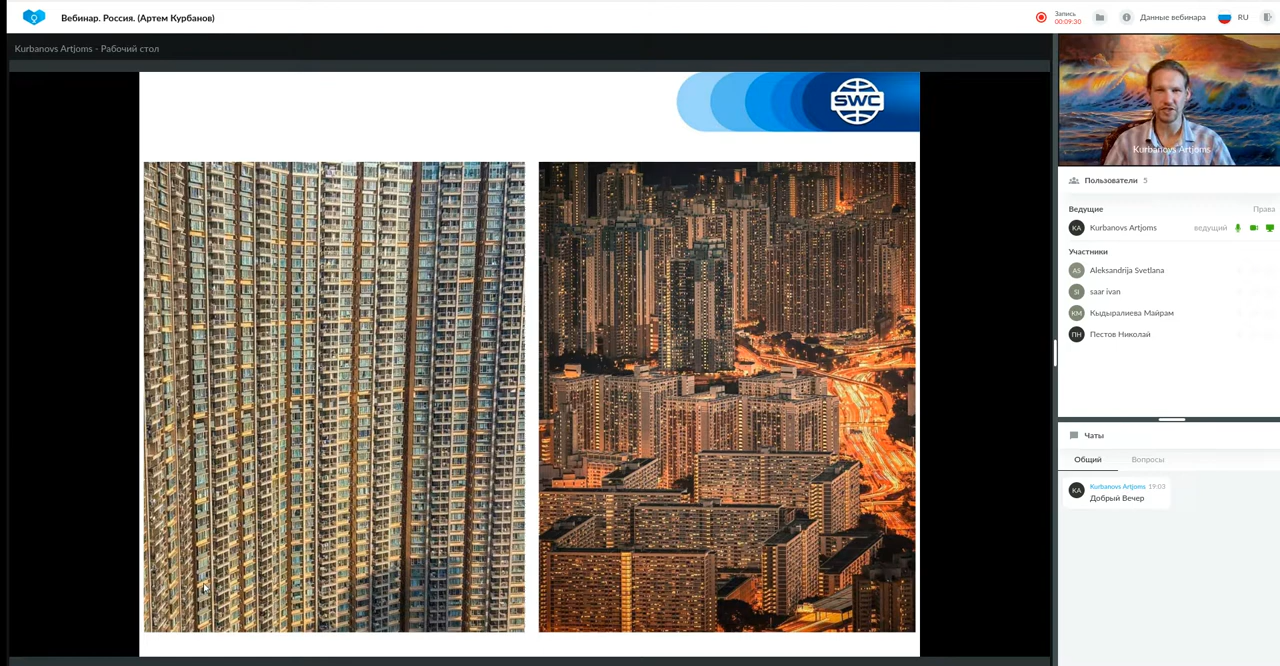 Вебинар. Россия. (Артем Курбанов)
Запись
00:09:30
Данные вебинара
RU
Kurbanovs Artjoms - Рабочий стол
SWC
Kurbanovs Artjoms
Пользователи 5
Ведущие Права
KA Kurbanovs Artjoms ведущий
Участники
AS Aleksandrija Svetlana
SI saar ivan
КМ Кыдыралиева Майрам
ПН Пестов Николай
Чаты
Общий Вопросы
KA Kurbanovs Artjoms 19:03
Добрый Вечер